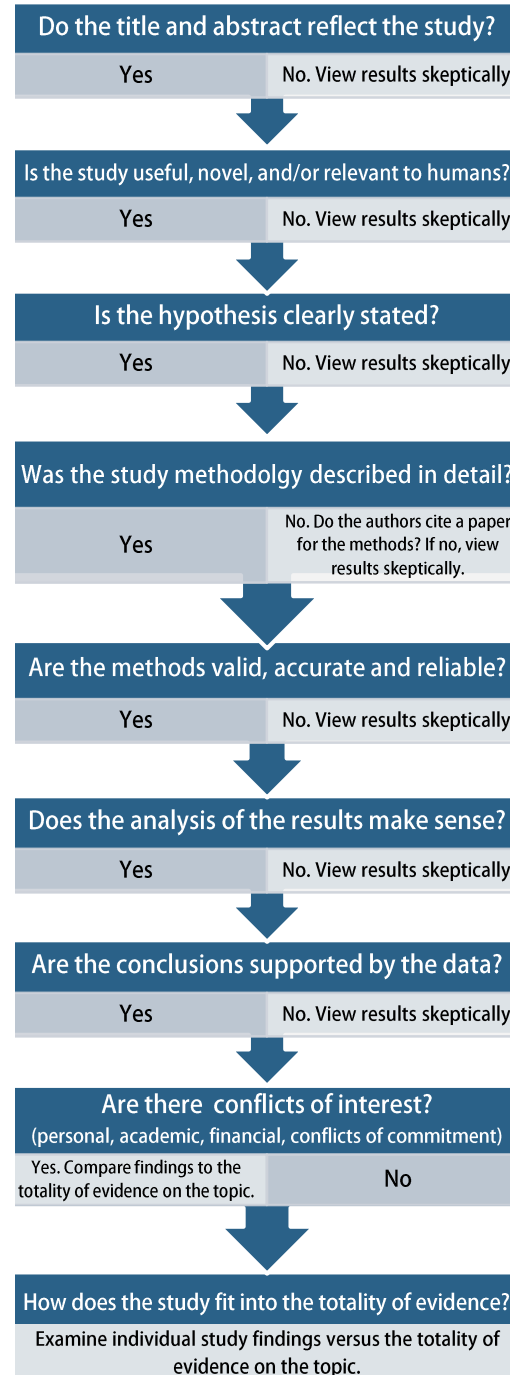 Do the title and abstract reflect the study?
Yes
No. View results skeptically
Is the study useful, novel, and/or relevant to humans?
Yes
No. View results skeptically
Is the hypothesis clearly stated?
Yes
No. View results skeptically
Was the study methodolgy described in detail?
Yes
No. Do the authors cite a paper
for the methods? If no, view
results skeptically.
Are the methods valid, accurate and reliable?
Yes
No. View results skeptically
Does the analysis of the results make sense?
Yes
No. View results skeptically
Are the conclusions supported by the data?
Yes
No. View results skeptically
Are there conflicts of interest?
(personal, academic, financial, conflicts of commitment)
Yes. Compare findings to the
totality of evidence on the topic.
No
How does the study fit into the totality of evidence?
Examine individual study findings versus the totality of
evidence on the topic.